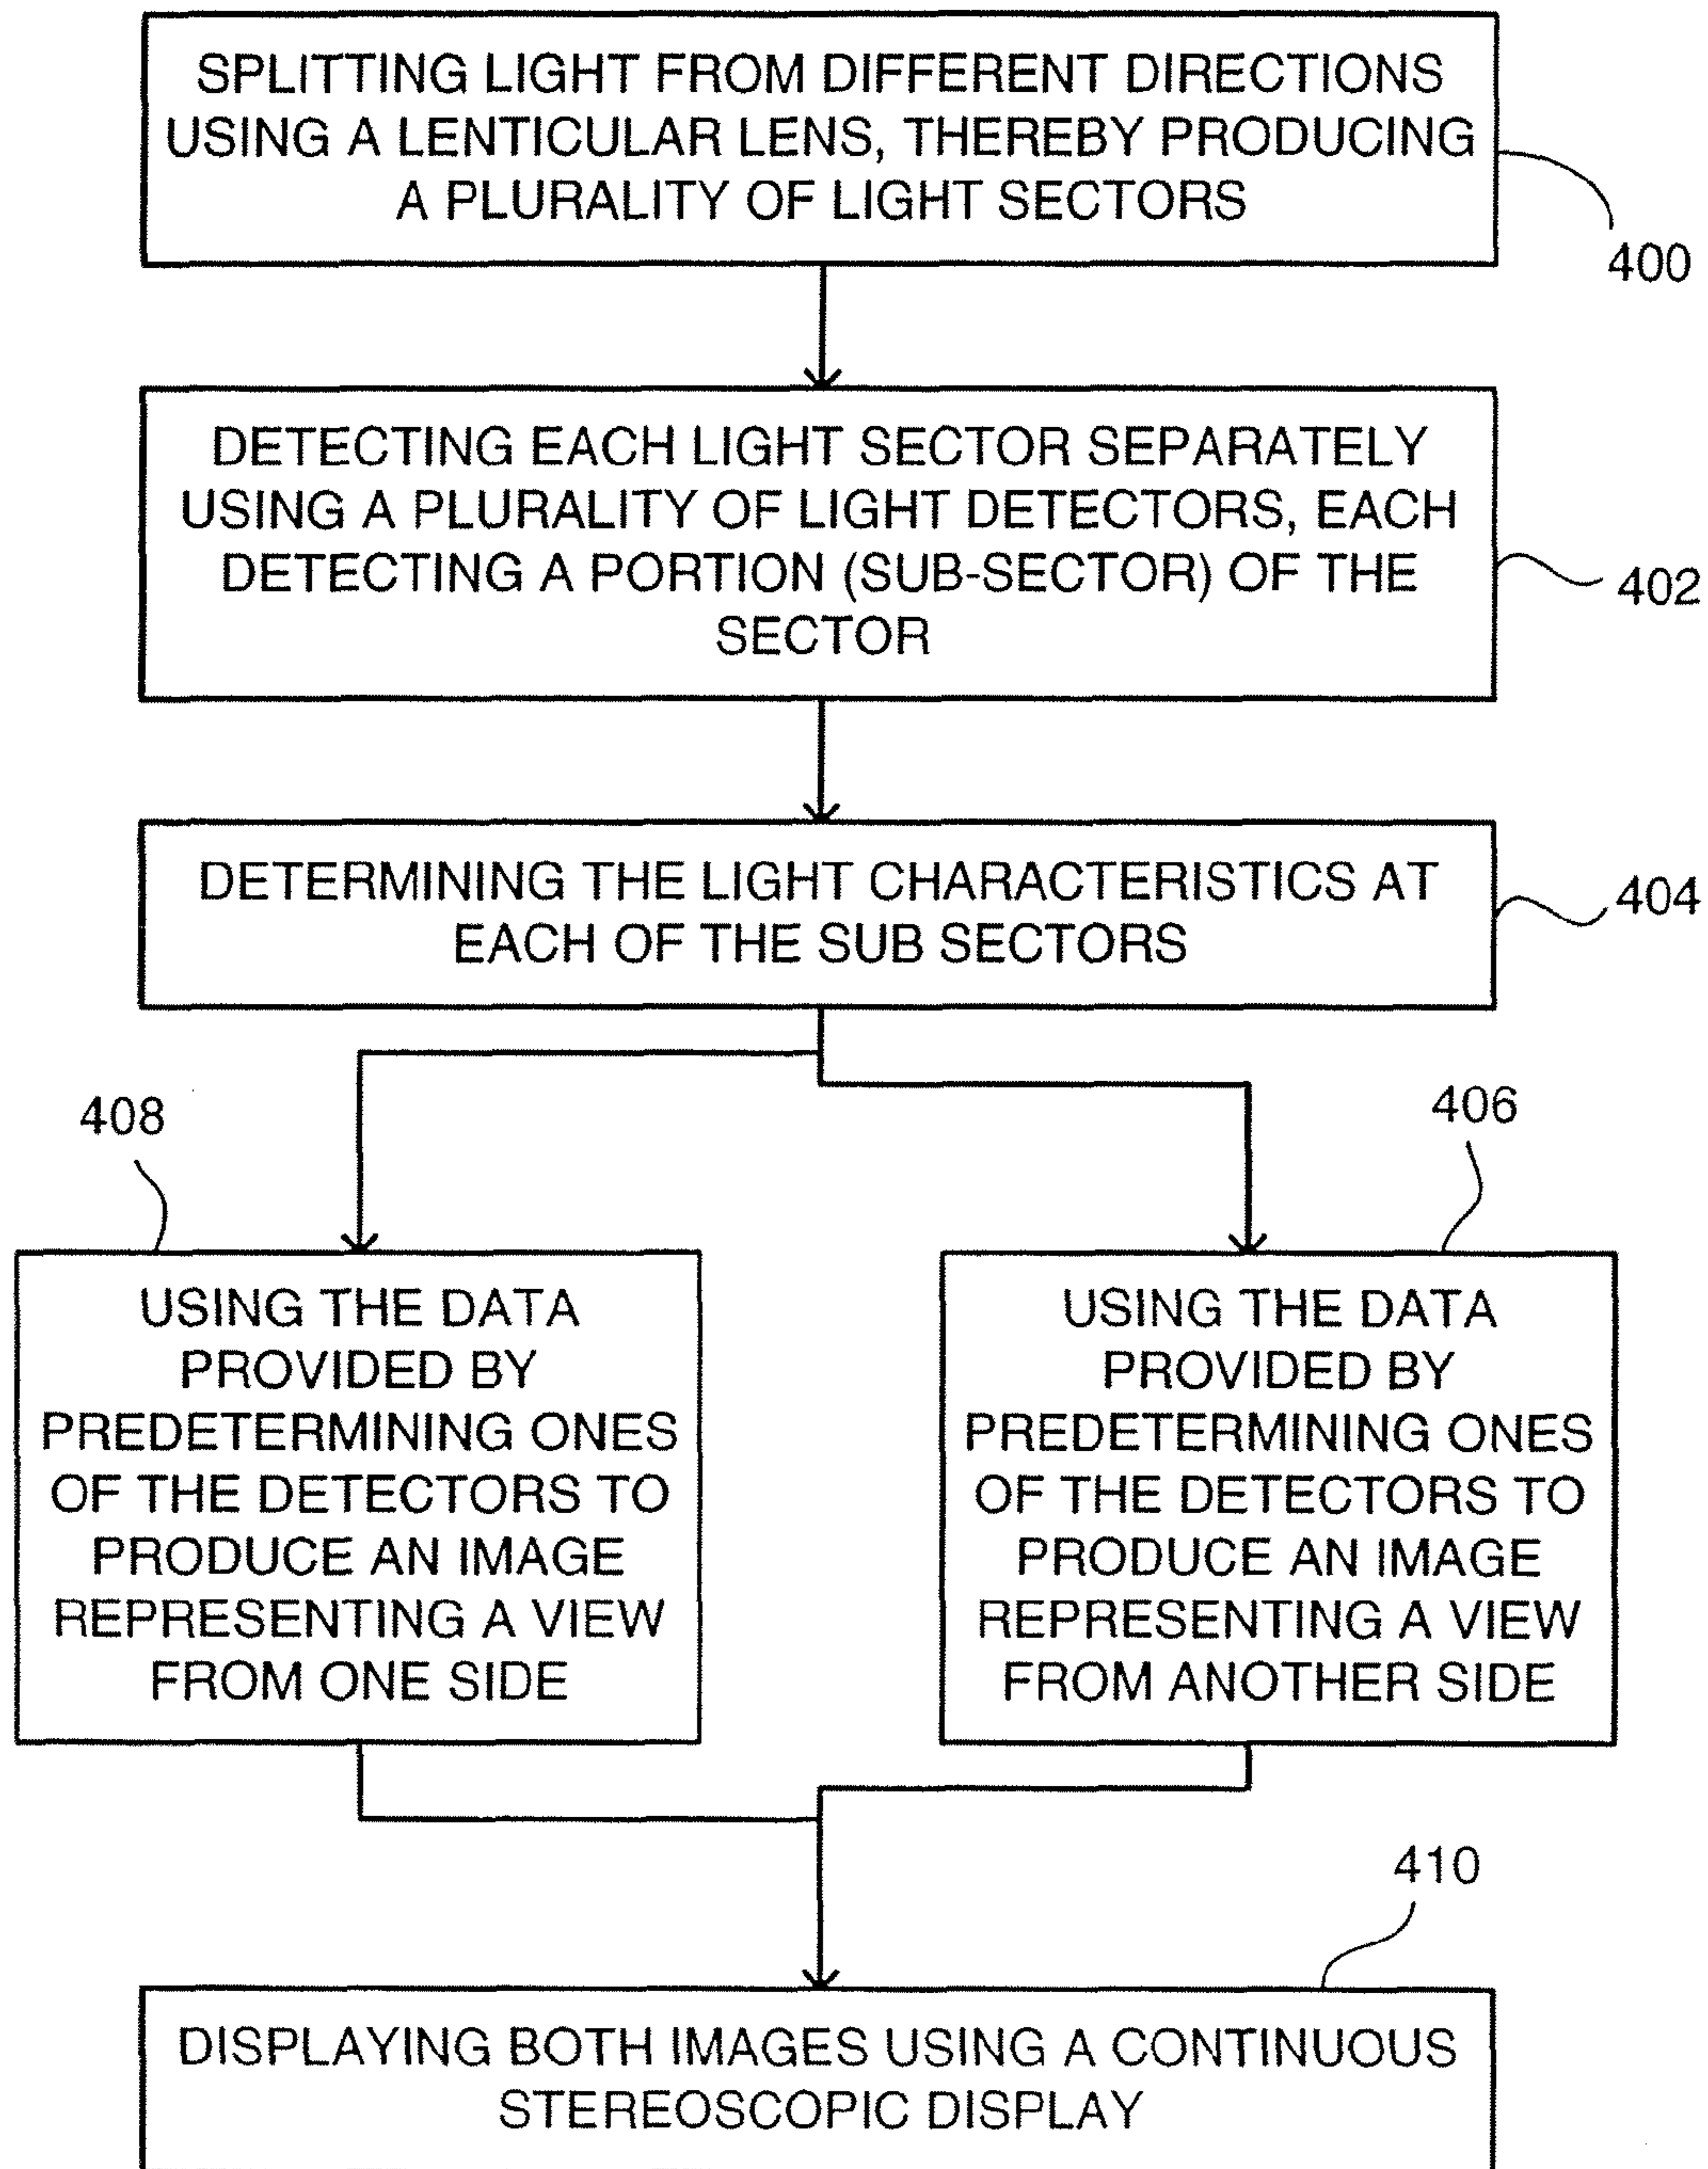 SPLITTING LIGHT FROM DIFFERENT DIRECTIONS
USING A LENTICULAR LENS, THEREBY PRODUCING
A PLURALITY OF LIGHT SECTORS
400
DETECTING EACH LIGHT SECTOR SEPARATELY
USING A PLURALITY OF LIGHT DETECTORS, EACH
DETECTING A PORTION (SUB-SECTOR) OF THE
SECTOR
402
DETERMINING THE LIGHT CHARACTERISTICS AT
EACH OF THE SUB SECTORS
404
408
USING THE DATA
PROVIDED BY
PREDETERMINING ONES
OF THE DETECTORS TO
PRODUCE AN IMAGE
REPRESENTING A VIEW
FROM ONE SIDE
406
USING THE DATA
PROVIDED BY
PREDETERMINING ONES
OF THE DETECTORS TO
PRODUCE AN IMAGE
REPRESENTING A VIEW
FROM ANOTHER SIDE
410
DISPLAYING BOTH IMAGES USING A CONTINUOUS
STEREOSCOPIC DISPLAY